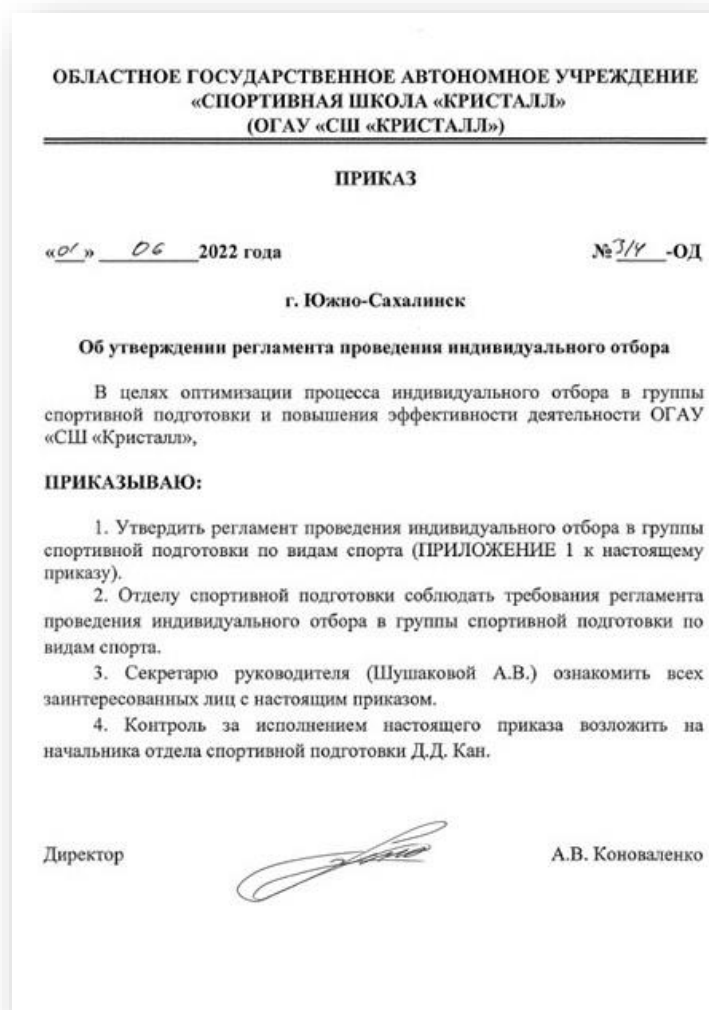 ОБЛАСТНОЕ ГОСУДАРСТВЕННОЕ АВТОНОМНОЕ УЧРЕЖДЕНИЕ
«СПОРТИВНАЯ ШКОЛА «КРИСТАЛЛ»
(ОГАУ «СШ «КРИСТАЛЛ»)
ПРИКАЗ
«01» 06 2022 года № 3/4 -ОД
г. Южно-Сахалинск
Об утверждении регламента проведения индивидуального отбора
В целях оптимизации процесса индивидуального отбора в группы
спортивной подготовки и повышения эффективности деятельности ОГАУ
«СШ «Кристалл»,
ПРИКАЗЫВАЮ:
1. Утвердить регламент проведения индивидуального отбора в группы
спортивной подготовки по видам спорта (ПРИЛОЖЕНИЕ 1 к настоящему
приказу).
2. Отделу спортивной подготовки соблюдать требования регламента
проведения индивидуального отбора в группы спортивной подготовки по
видам спорта.
3. Секретарю руководителя (Шушаковой А.В.) ознакомить всех
заинтересованных лиц с настоящим приказом.
4. Контроль за исполнением настоящего приказа возложить на
начальника отдела спортивной подготовки Д.Д. Кан.
Директор А.В. Коноваленко